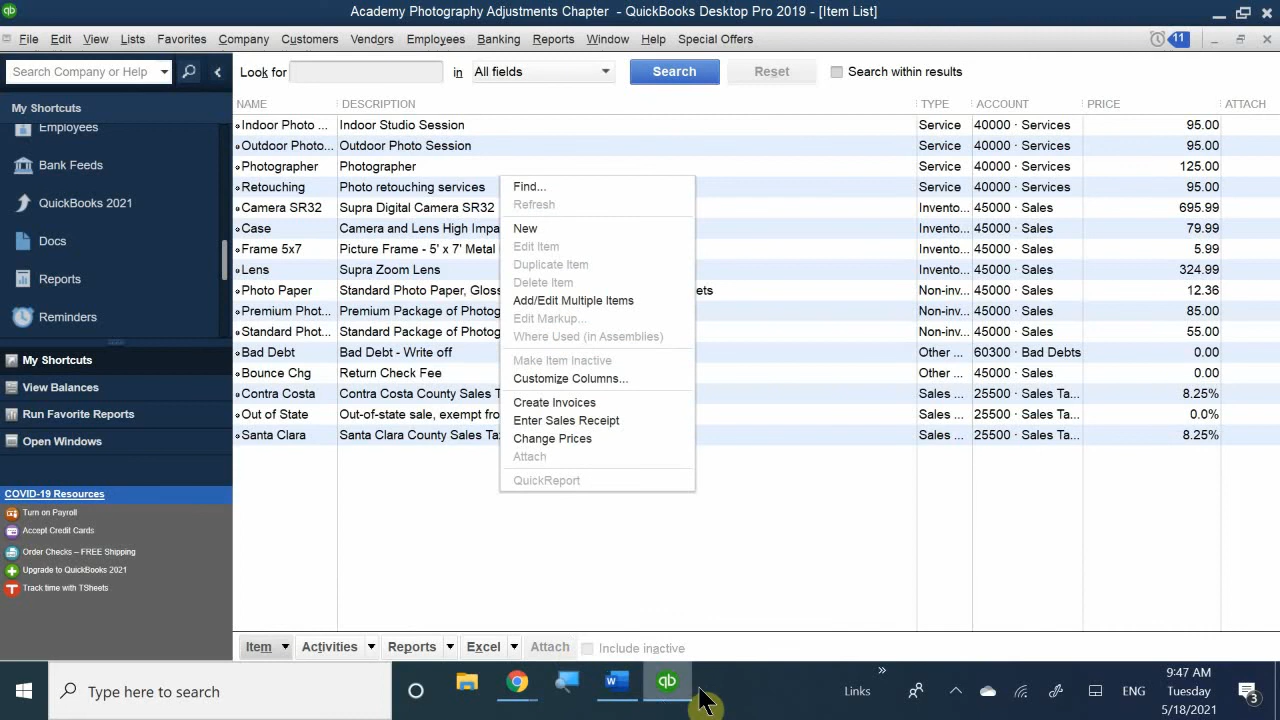 Academy Photography Adjustments Chapter - QuickBooks Desktop Pro 2019 - [Item List]
File Edit View Lists Favorites Company Customers Vendors Employees Banking Reports Window Help Special Offers 11
Search Company or Help
Look for in All fields Search Reset Search within results
My Shortcuts
Employees
Bank Feeds
QuickBooks 2021
Docs
Reports
Reminders
My Shortcuts
View Balances
Run Favorite Reports
Open Windows
COVID-19 Resources
Turn on Payroll
Accept Credit Cards
Order Checks – FREE Shipping
Upgrade to QuickBooks 2021
Track time with TSheets
NAME DESCRIPTION TYPE ACCOUNT PRICE ATTACH
Indoor Photo ... Indoor Studio Session Service 40000 · Services 95.00
Outdoor Photo... Outdoor Photo Session Service 40000 · Services 95.00
Photographer Photographer Service 40000 · Services 125.00
Retouching Photo retouching services Service 40000 · Services 95.00
Camera SR32 Supra Digital Camera SR32 Invento... 45000 · Sales 695.99
Case Camera and Lens High Impa Invento... 45000 · Sales 79.99
Frame 5x7 Picture Frame - 5' x 7' Metal Invento... 45000 · Sales 5.99
Lens Supra Zoom Lens Invento... 45000 · Sales 324.99
Photo Paper Standard Photo Paper, Glos ets Non-inv... 45000 · Sales 12.36
Premium Phot... Premium Package of Photog Non-inv... 45000 · Sales 85.00
Standard Phot... Standard Package of Photog Non-inv... 45000 · Sales 55.00
Bad Debt Bad Debt - Write off Other ... 60300 · Bad Debts 0.00
Bounce Chg Return Check Fee Other ... 0.00
Contra Costa Contra Costa County Sales T Sales ... 25500 · Sales Ta... 8.25%
Out of State Out-of-state sale, exempt fro Sales ... 25500 · Sales Ta... 0.0%
Santa Clara Santa Clara County Sales Ta Sales ... 25500 · Sales Ta... 8.25%
Find...
Refresh
New
Edit Item
Duplicate Item
Delete Item
Add/Edit Multiple Items
Edit Markup...
Where Used (in Assemblies)
Make Item Inactive
Customize Columns...
Create Invoices
Enter Sales Receipt
Change Prices
Attach
QuickReport
Item Activities Reports Excel Attach Include inactive
Type here to search
W
qb
Links
ENG
9:47 AM
Tuesday
5/18/2021
3